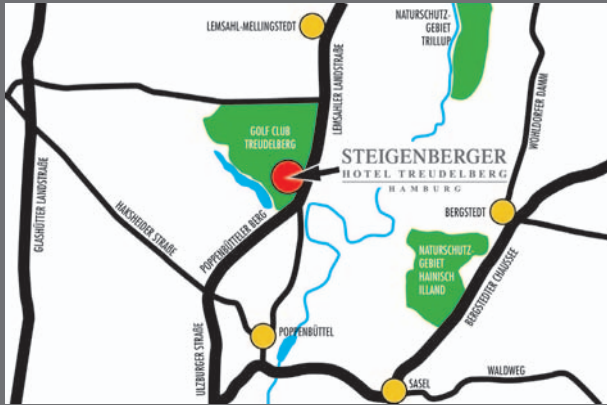 LEMSAHL-MELLINGSTEDT
NATURSCHUTZ-
GEBIET
TRILLUP
LEMSAHLER LANDSTRAßE
WOHLDORFER DAMM
GOLF CLUB
TREUDELBERG
STEIGENBERGER
HOTEL TREUDELBERG
HAMBURG
GLASHÜTTER LANDSTRAßE
HAKSHEIDER STRAßE
POPPENBÜTTELER BERG
BERGSTEDT
NATURSCHUTZ-
GEBIET
HAINISCH
ILLAND
BERGSTEDTER CHAUSSEE
ULZBURGER STRAßE
POPPENBÜTTEL
SASEL
WALDWEG